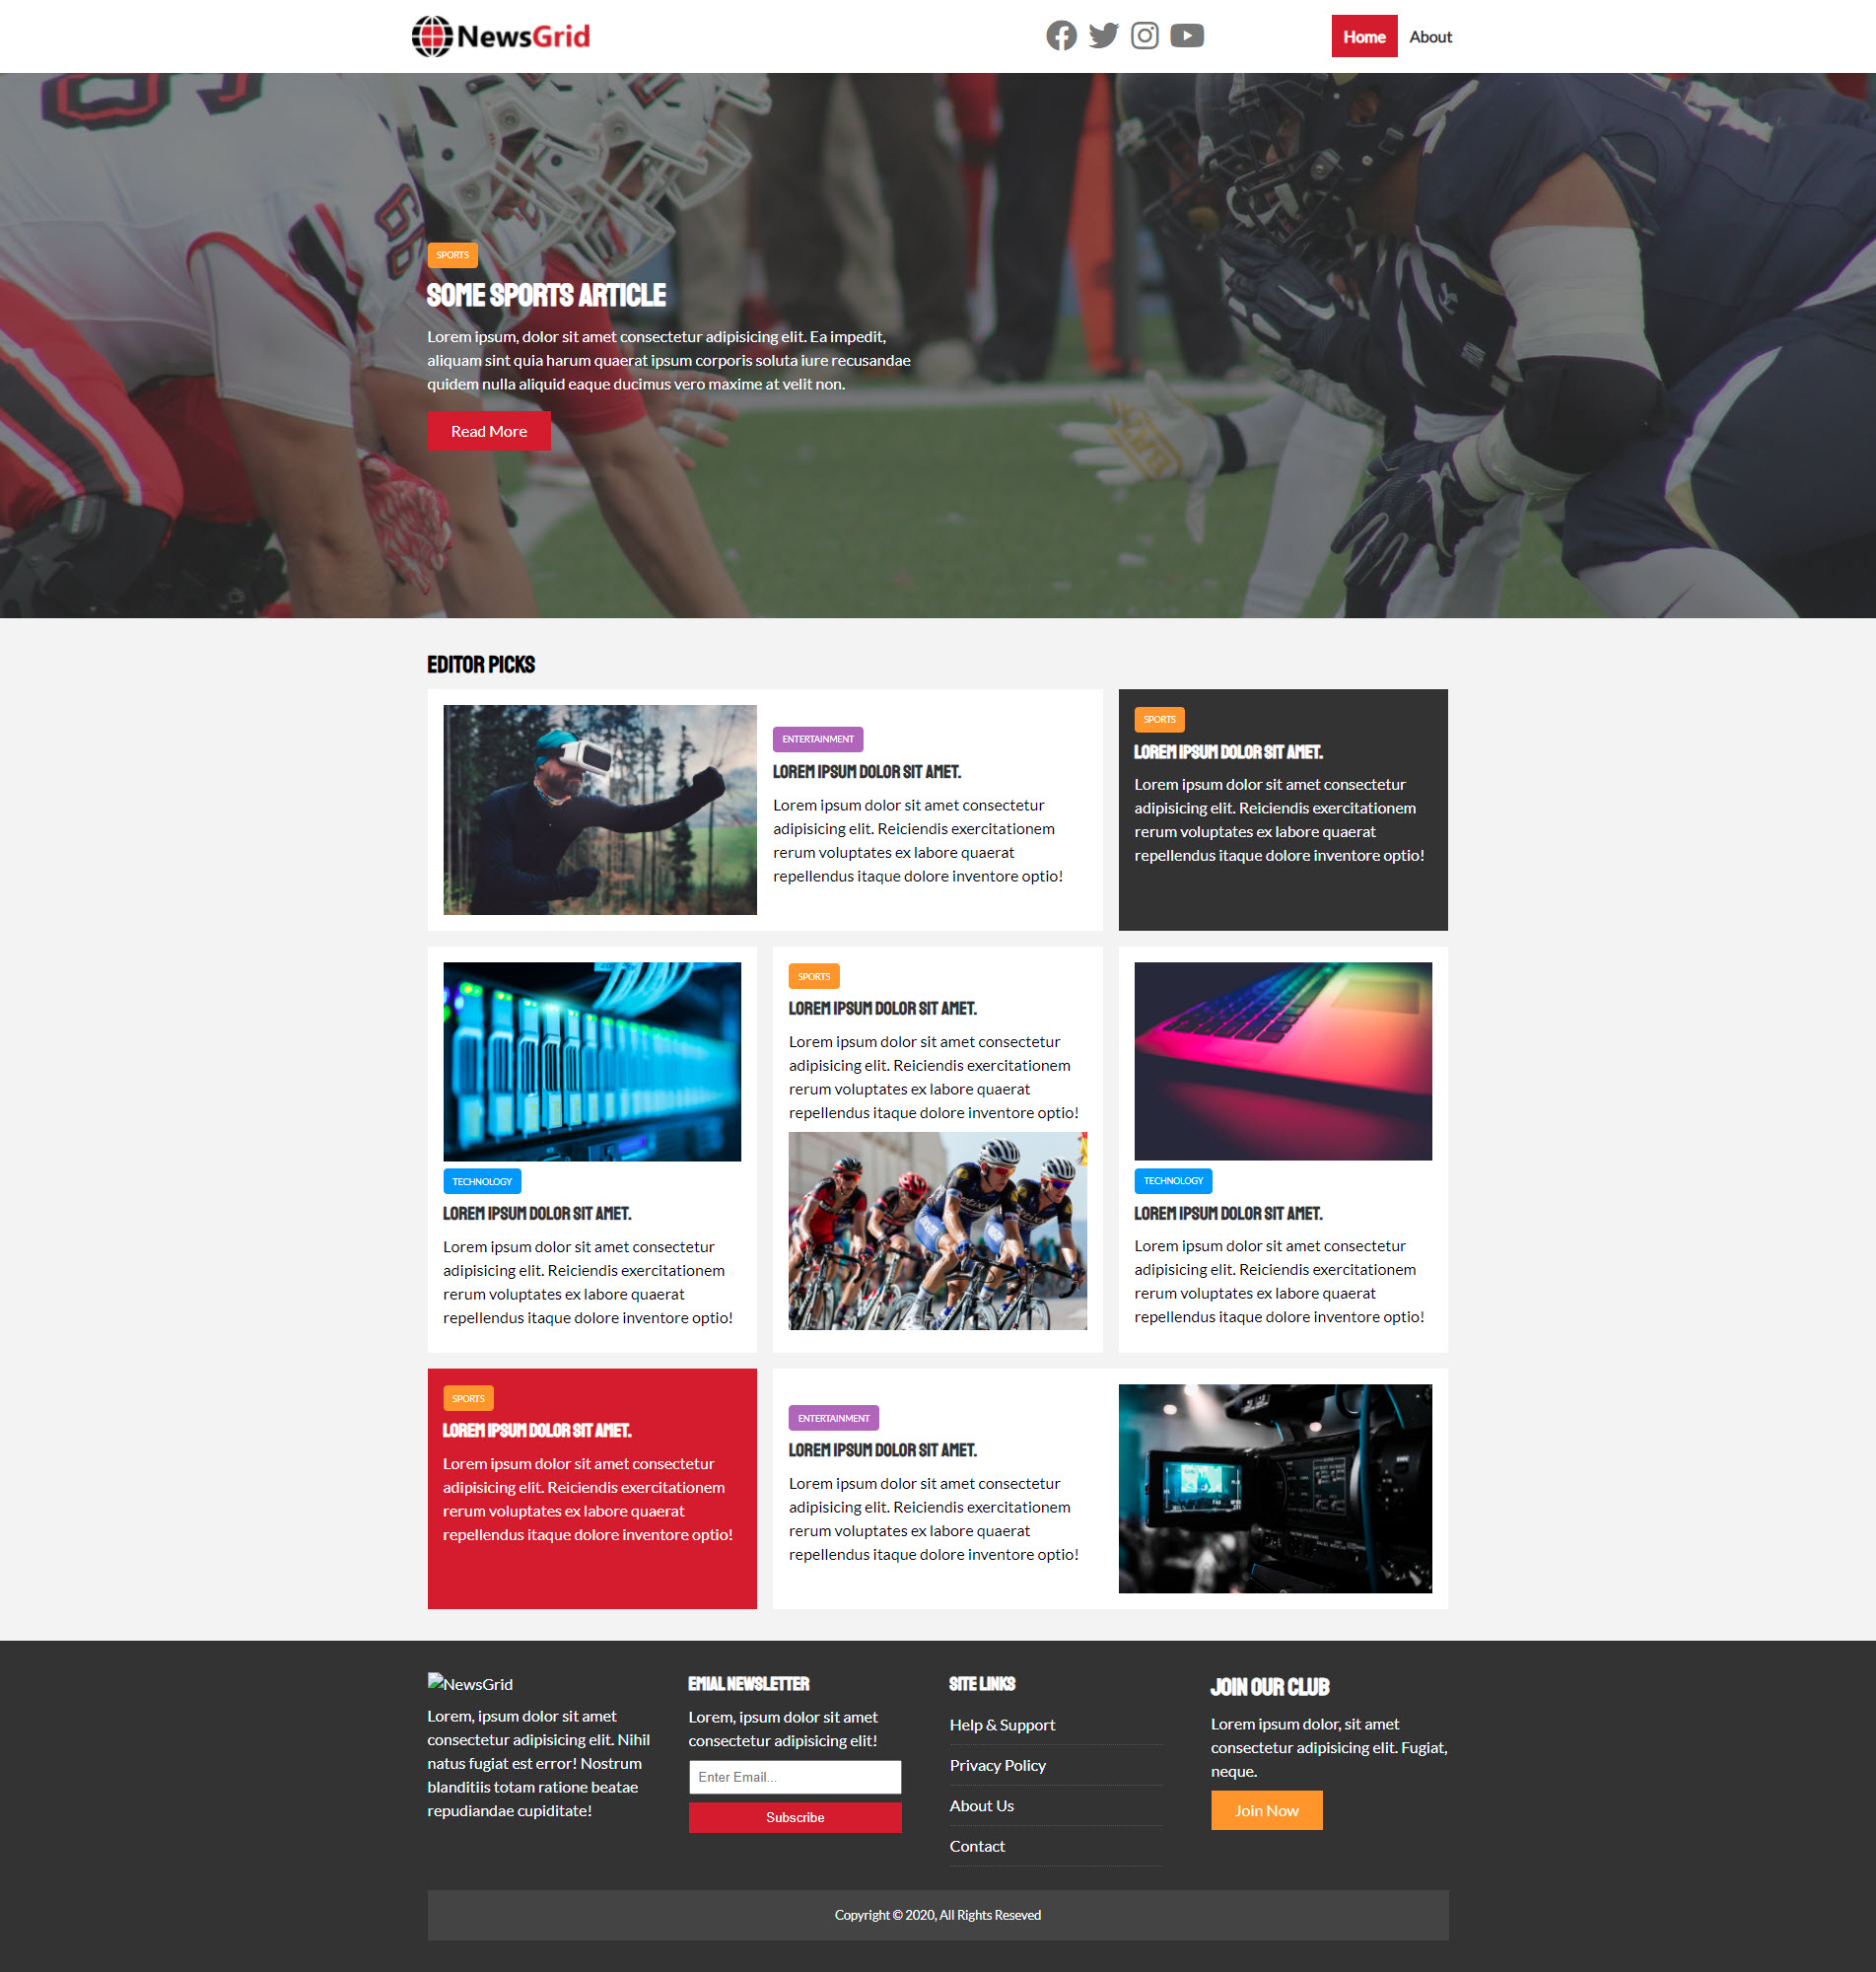 NewsGrid
Home
About
SPORTS
SOME SPORTS ARTICLE
Lorem ipsum, dolor sit amet consectetur adipisicing elit. Ea impedit,
aliquam sint quia harum quaerat ipsum corporis soluta iure recusandae
quidem nulla aliquid eaque ducimus vero maxime at velit non.
Read More
EDITOR PICKS
ENTERTAINMENT
LOREM IPSUM DOLOR SIT AMET.
Lorem ipsum dolor sit amet consectetur
adipisicing elit. Reiciendis exercitationem
rerum voluptates ex labore quaerat
repellendus itaque dolore inventore optio!
SPORTS
LOREM IPSUM DOLOR SIT AMET.
Lorem ipsum dolor sit amet consectetur
adipisicing elit. Reiciendis exercitationem
rerum voluptates ex labore quaerat
repellendus itaque dolore inventore optio!
TECHNOLOGY
LOREM IPSUM DOLOR SIT AMET.
Lorem ipsum dolor sit amet consectetur
adipisicing elit. Reiciendis exercitationem
rerum voluptates ex labore quaerat
repellendus itaque dolore inventore optio!
SPORTS
LOREM IPSUM DOLOR SIT AMET.
Lorem ipsum dolor sit amet consectetur
adipisicing elit. Reiciendis exercitationem
rerum voluptates ex labore quaerat
repellendus itaque dolore inventore optio!
TECHNOLOGY
LOREM IPSUM DOLOR SIT AMET.
Lorem ipsum dolor sit amet consectetur
adipisicing elit. Reiciendis exercitationem
rerum voluptates ex labore quaerat
repellendus itaque dolore inventore optio!
SPORTS
LOREM IPSUM DOLOR SIT AMET.
Lorem ipsum dolor sit amet consectetur
adipisicing elit. Reiciendis exercitationem
rerum voluptates ex labore quaerat
repellendus itaque dolore inventore optio!
ENTERTAINMENT
LOREM IPSUM DOLOR SIT AMET.
Lorem ipsum dolor sit amet consectetur
adipisicing elit. Reiciendis exercitationem
rerum voluptates ex labore quaerat
repellendus itaque dolore inventore optio!
NewsGrid
Lorem, ipsum dolor sit amet
consectetur adipisicing elit. Nihil
natus fugiat est error! Nostrum
blanditiis totam ratione beatae
repudiandae cupiditate!
EMIAL NEWSLETTER
Lorem, ipsum dolor sit amet
consectetur adipisicing elit!
Enter Email...
Subscribe
SITE LINKS
Help & Support
Privacy Policy
About Us
Contact
JOIN OUR CLUB
Lorem ipsum dolor, sit amet
consectetur adipisicing elit. Fugiat,
neque.
Join Now
Copyright © 2020, All Rights Reseved